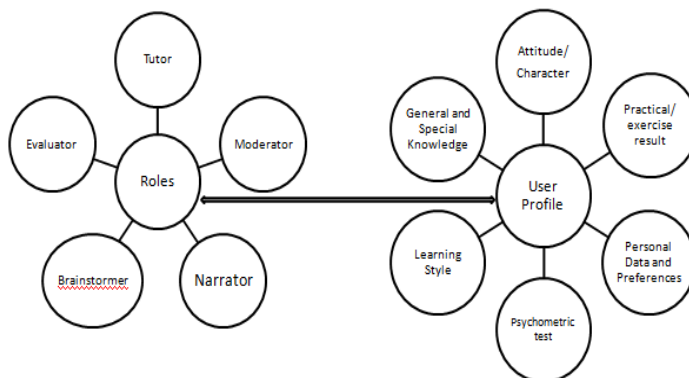 Tutor
Evaluator
Roles
Moderator
Brainstormer
Narrator
Attitude/
Character
General and
Special
Knowledge
Practical/
exercise
result
User
Profile
Learning
Style
Personal
Data and
Preferences
Psychometric
test